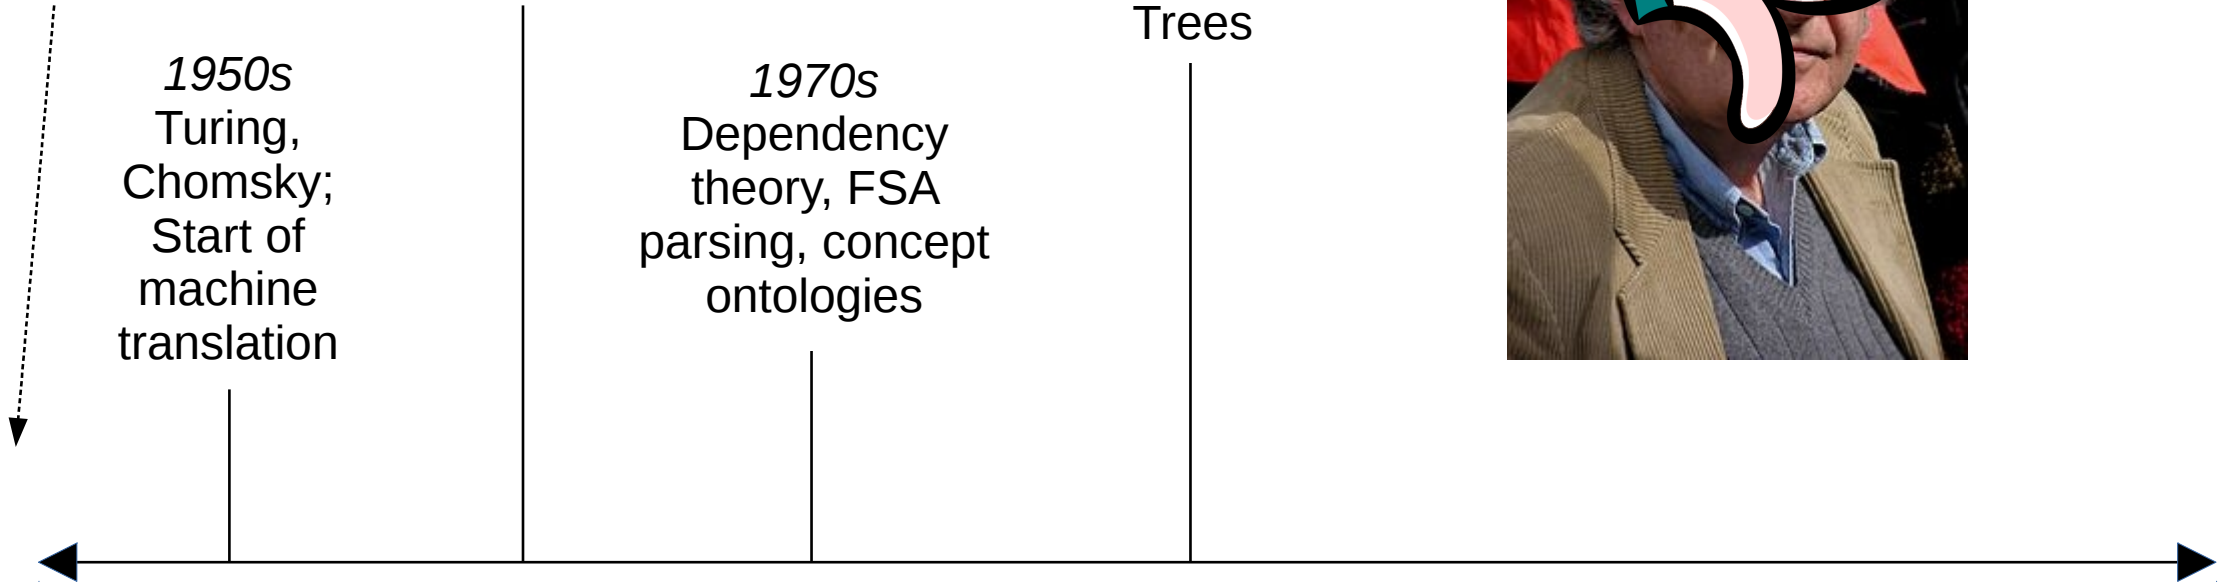 Trees
1950s
Turing,
Chomsky;
Start of
machine
translation
1970s
Dependency
theory, FSA
parsing, concept
ontologies